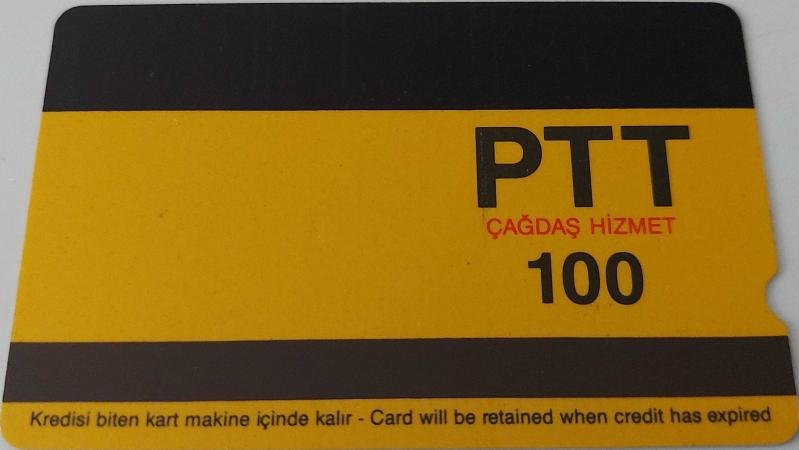 PTT
ÇAĞDAŞ HİZMET
100
Kredisi biten kart makine içinde kalır - Card will be retained when credit has expired